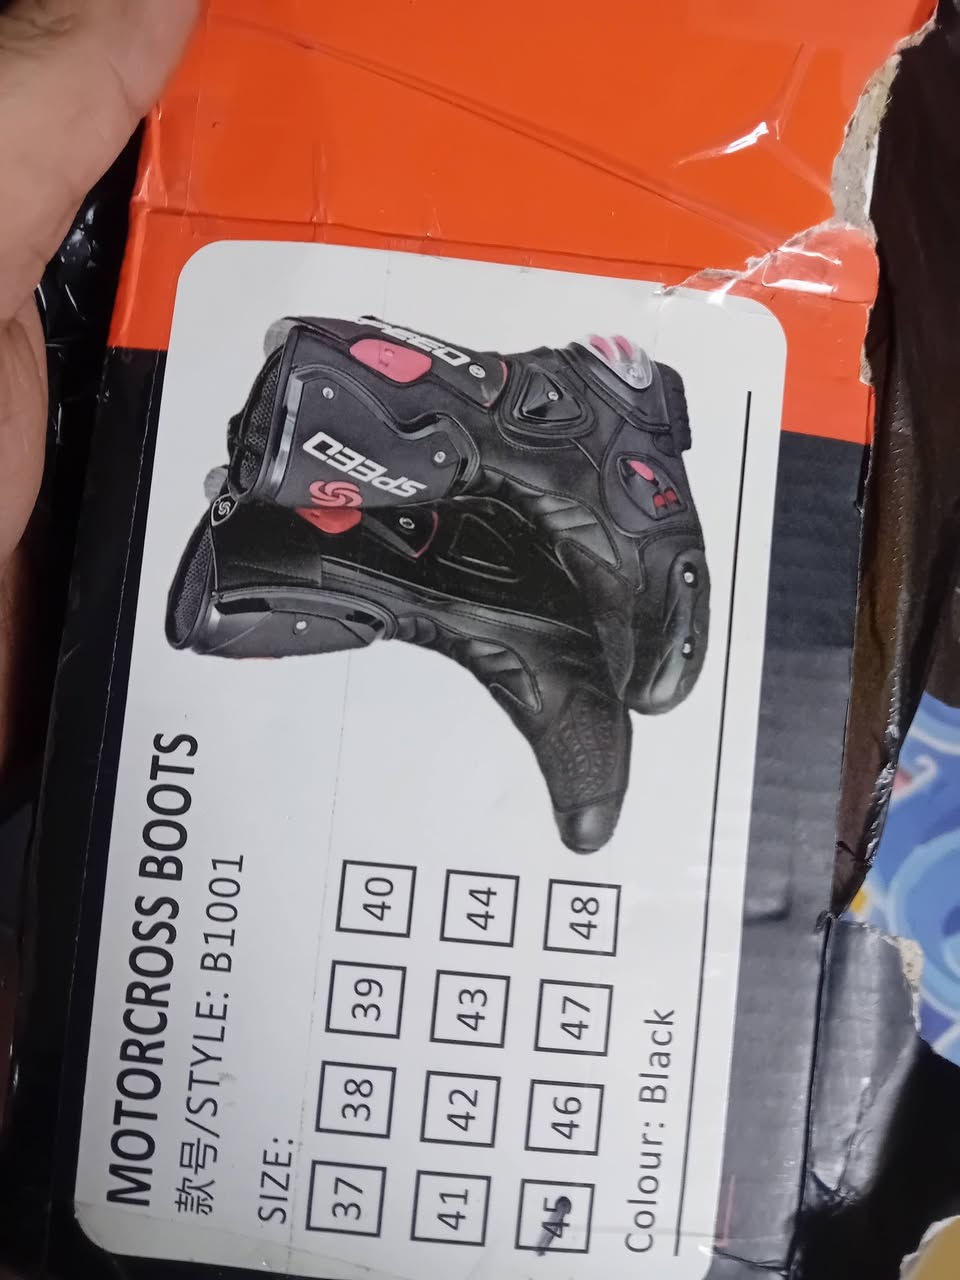 SPEED
SPEED
MOTORCROSS BOOTS
款号/STYLE: B1001
SIZE:
37 38 39 40
41 42 43 44
45 46 47 48
Colour: Black